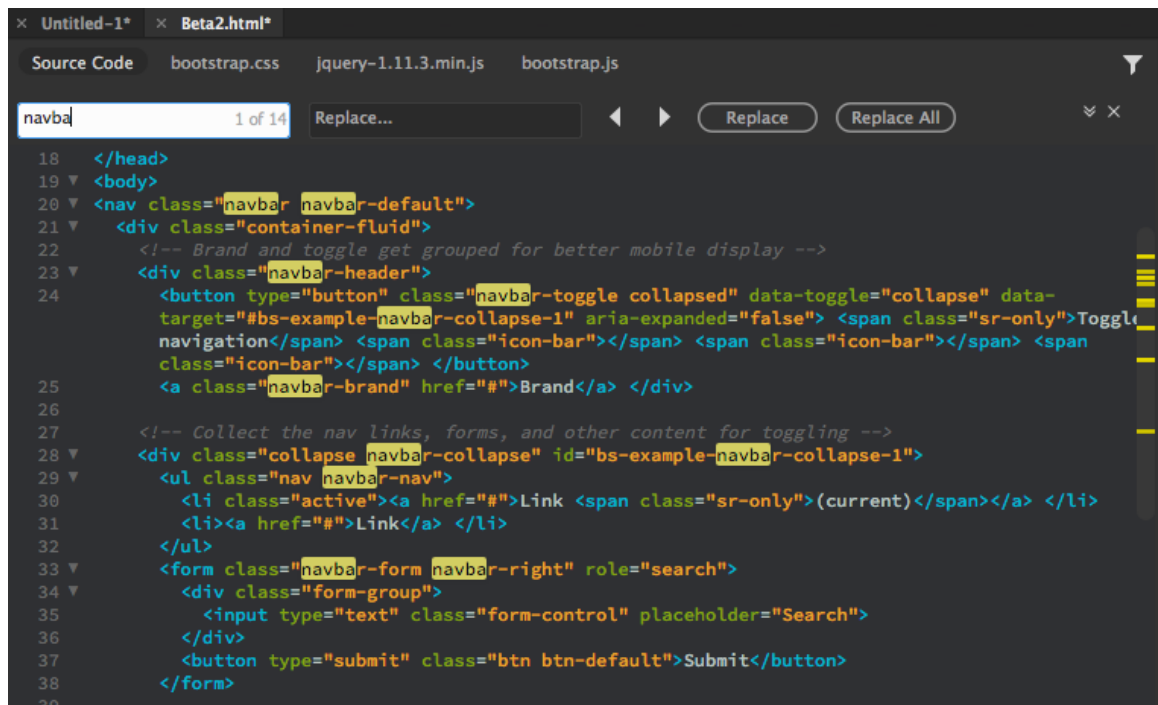 × Untitled-1* × Beta2.html*
Source Code bootstrap.css jquery-1.11.3.min.js bootstrap.js
navba 1 of 14 Replace... Replace Replace All
18 </head>
19 <body>
20 <nav class="navbar navbar-default">
21 <div class="container-fluid">
22 <!-- Brand and toggle get grouped for better mobile display -->
23 <div class="navbar-header">
24 <button type="button" class="navbar-toggle collapsed" data-toggle="collapse" data-
target="#bs-example-navbar-collapse-1" aria-expanded="false"> <span class="sr-only">Toggle
navigation</span> <span class="icon-bar"></span> <span class="icon-bar"></span> <span
class="icon-bar"></span> </button>
25 <a class="navbar-brand" href="#">Brand</a> </div>
26
27 <!-- Collect the nav links, forms, and other content for toggling -->
28 <div class="collapse navbar-collapse" id="bs-example-navbar-collapse-1">
29 <ul class="nav navbar-nav">
30 <li class="active"><a href="#">Link <span class="sr-only">(current)</span></a> </li>
31 <li><a href="#">Link</a> </li>
32 </ul>
33 <form class="navbar-form navbar-right" role="search">
34 <div class="form-group">
35 <input type="text" class="form-control" placeholder="Search">
36 </div>
37 <button type="submit" class="btn btn-default">Submit</button>
38 </form>
39